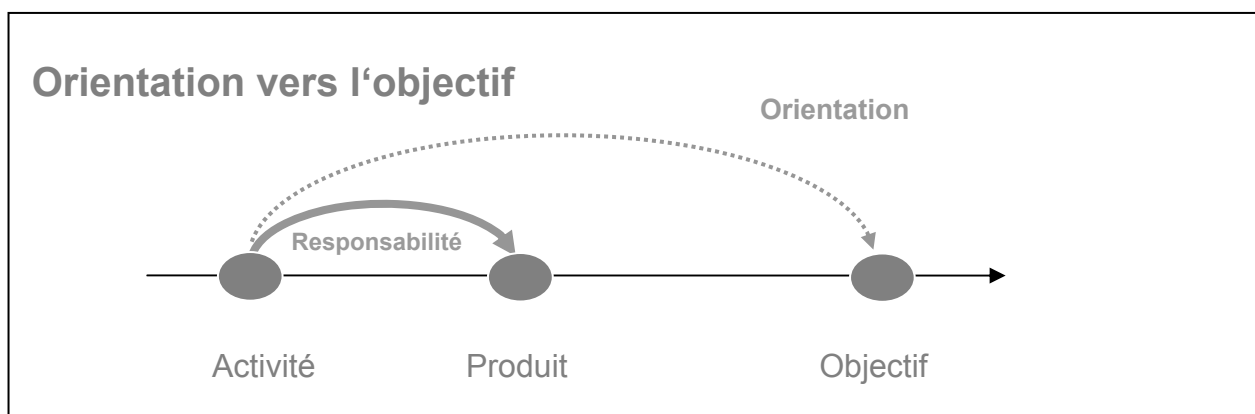 Orientation vers l‘objectif
Orientation
Responsabilité
Activité Produit Objectif